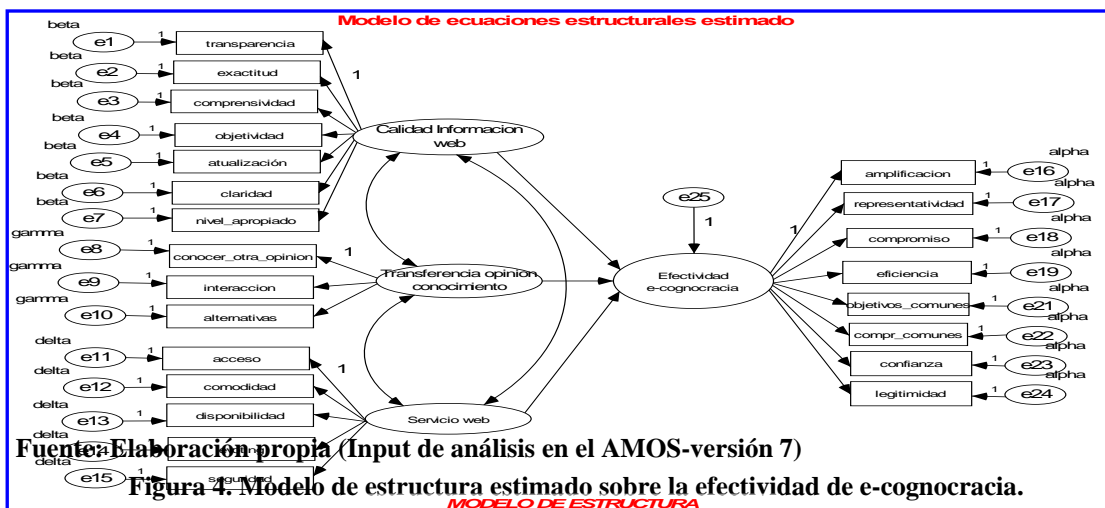 Modelo de ecuaciones estructurales estimado
beta
e1
1
transparencia
beta
e2
1
exactitud
beta
e3
1
comprensividad
beta
e4
1
objetividad
beta
e5
1
atualización
beta
e6
1
claridad
beta
e7
1
nivel_apropiado
1
Calidad Informacion
web
gamma
e8
1
conocer_otra_opinion
gamma
e9
1
interaccion
gamma
e10
1
alternativas
1
Transferencia opinion
conocimiento
delta
e11
1
acceso
delta
e12
1
comodidad
delta
e13
1
disponibilidad
delta
e14
delta
e15
1
seguridad
1
Servicio web
e25
1
Efectividad
e-cognocracia
1
alpha
amplificacion
1
e16
alpha
representatividad
1
e17
alpha
compromiso
1
e18
alpha
eficiencia
1
e19
alpha
objetivos_comunes
1
e21
alpha
compr_comunes
1
e22
alpha
confianza
1
e23
alpha
legitimidad
1
e24
Fuente: Elaboración propia (Input de análisis en el AMOS-versión 7)
Figura 4. Modelo de estructura estimado sobre la efectividad de e-cognocracia.
MODELO DE ESTRUCTURA